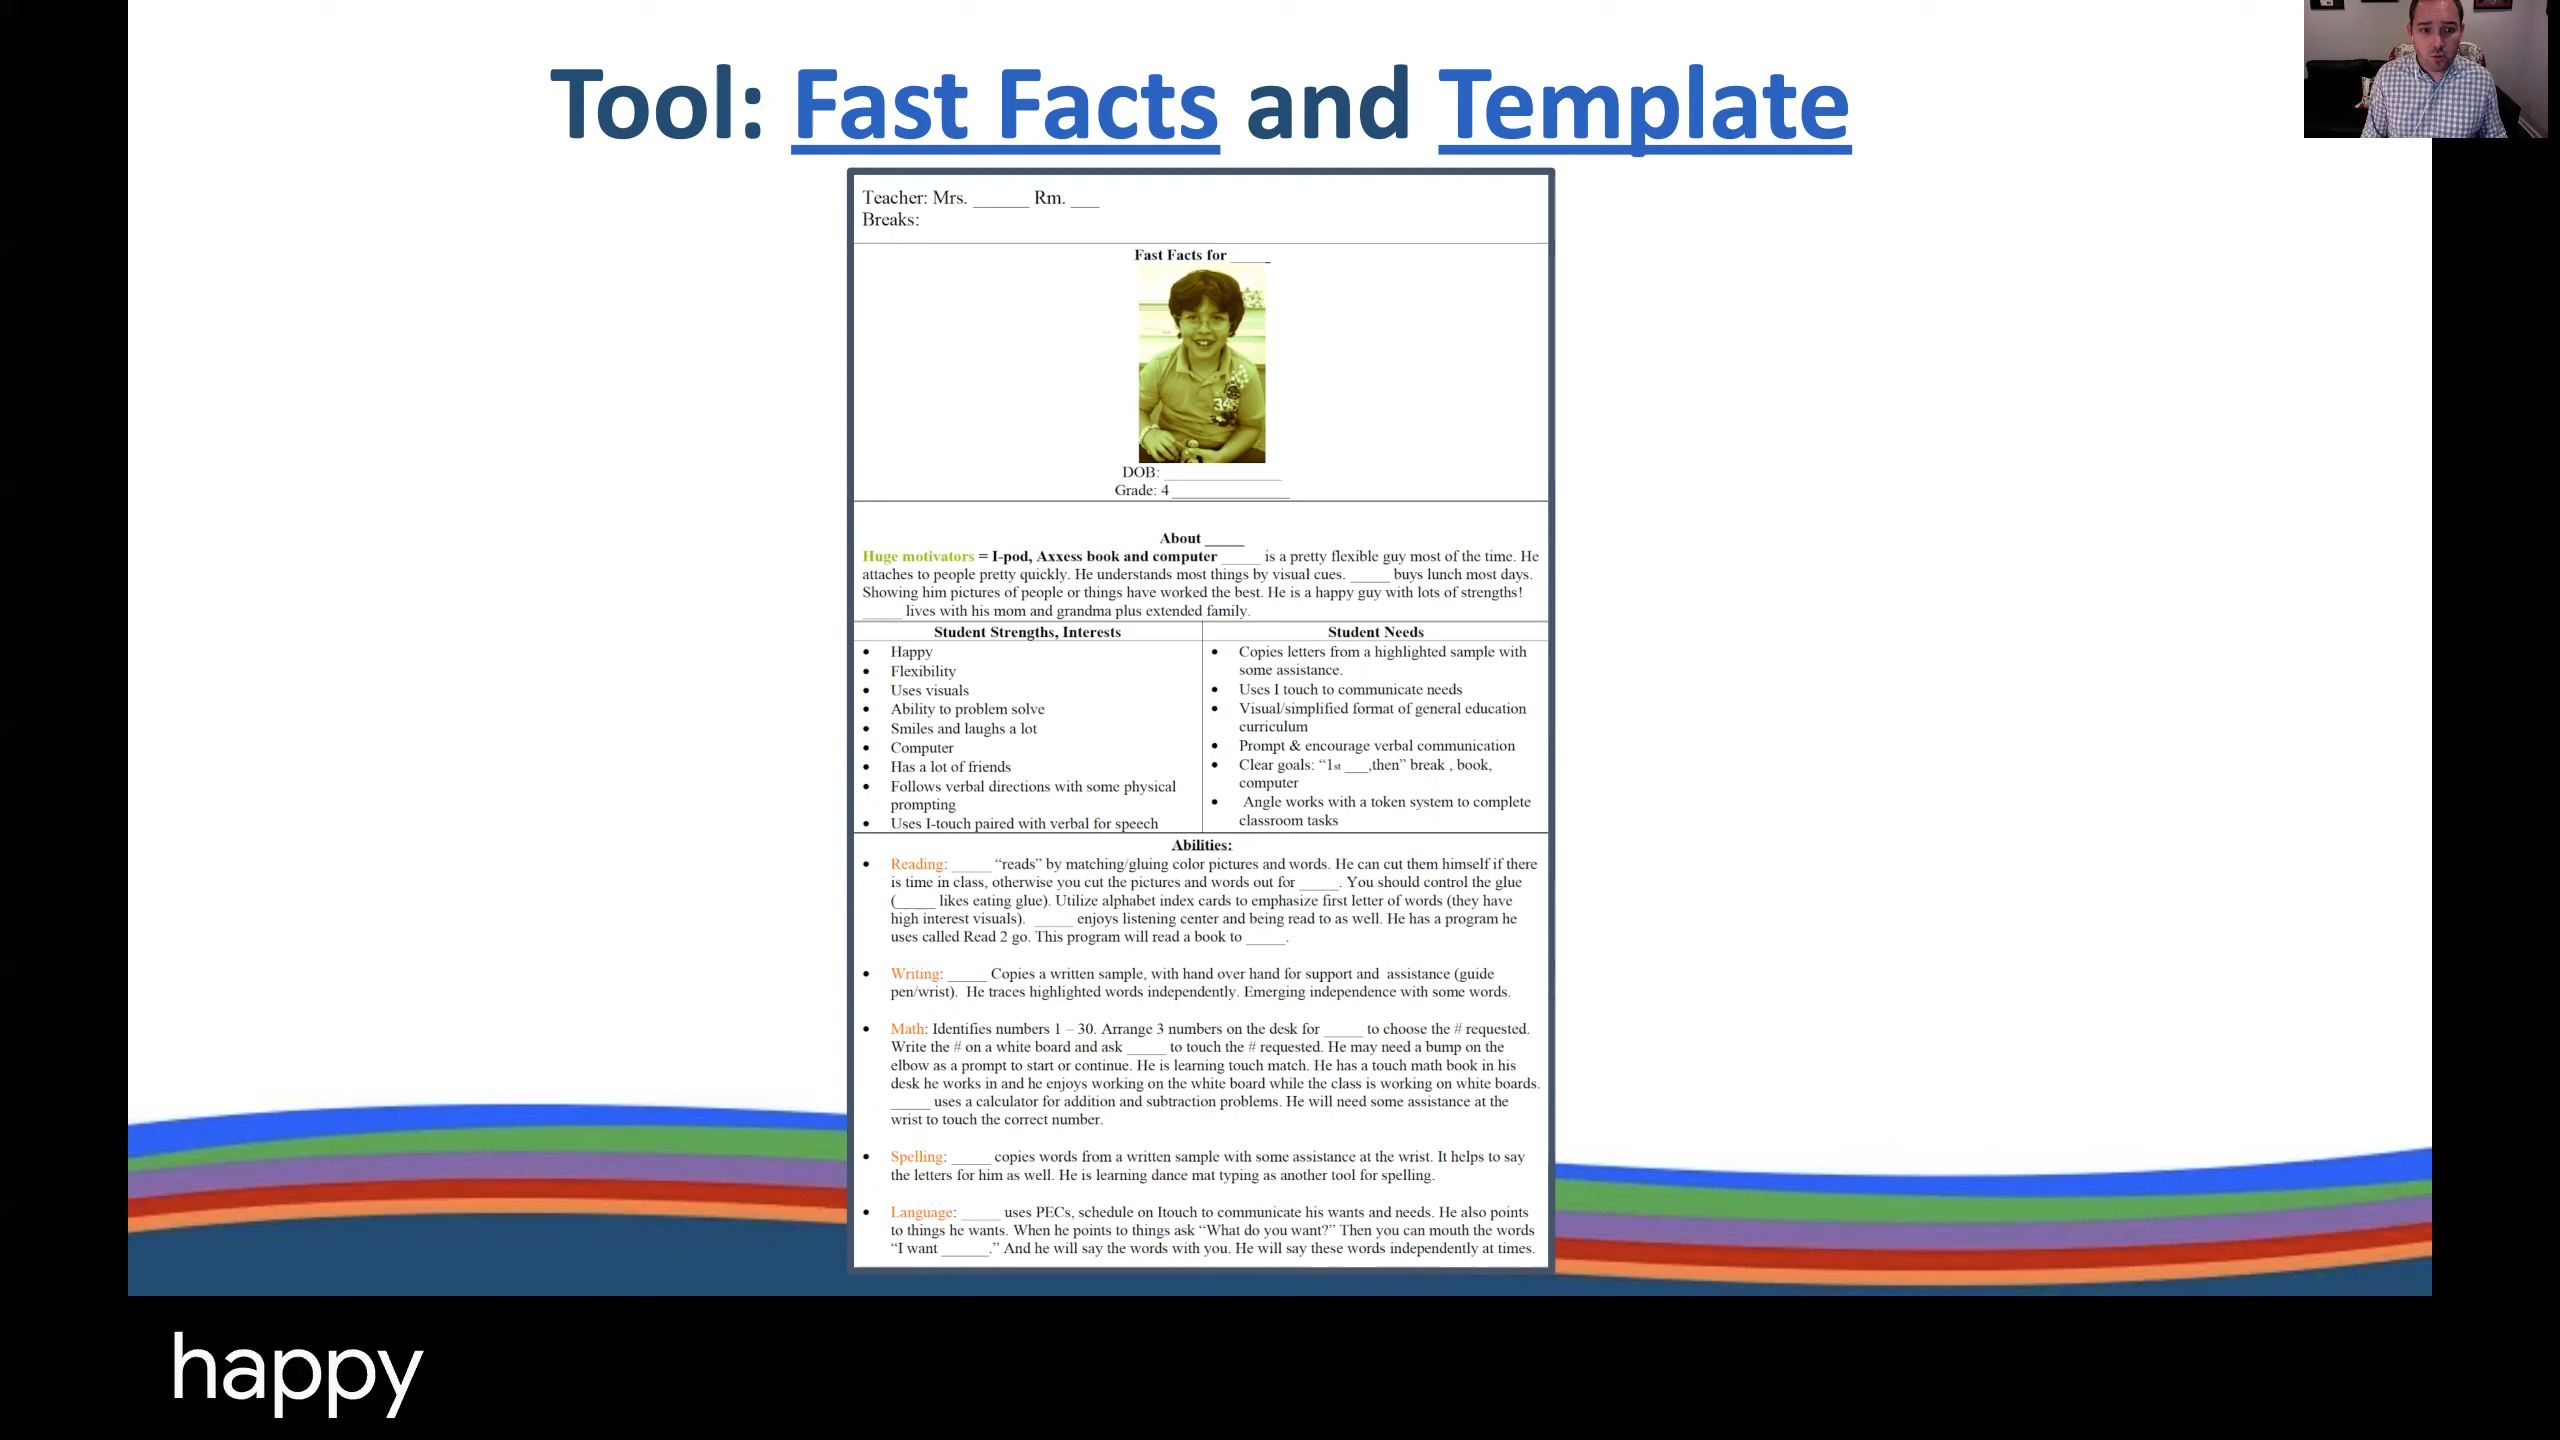 Tool: Fast Facts and Template
Teacher: Mrs. ______ Rm. ___
Breaks:
Fast Facts for _____
34
DOB: _______________
Grade: 4_______________
About _____
Huge motivators = I-pod, Axxess book and computer _____ is a pretty flexible guy most of the time. He
attaches to people pretty quickly. He understands most things by visual cues. _____ buys lunch most days.
Showing him pictures of people or things have worked the best. He is a happy guy with lots of strengths!
_____ lives with his mom and grandma plus extended family.
Student Strengths, Interests
• Happy
• Flexibility
• Uses visuals
• Ability to problem solve
• Smiles and laughs a lot
• Computer
• Has a lot of friends
• Follows verbal directions with some physical
prompting
• Uses I-touch paired with verbal for speech
Student Needs
• Copies letters from a highlighted sample with
some assistance.
• Uses I touch to communicate needs
• Visual/simplified format of general education
curriculum
• Prompt & encourage verbal communication
• Clear goals: “1st ___,then” break , book,
computer
• Angle works with a token system to complete
classroom tasks
Abilities:
• Reading: _____ “reads” by matching/gluing color pictures and words. He can cut them himself if there
is time in class, otherwise you cut the pictures and words out for _____. You should control the glue
(_____ likes eating glue). Utilize alphabet index cards to emphasize first letter of words (they have
high interest visuals). _____ enjoys listening center and being read to as well. He has a program he
uses called Read 2 go. This program will read a book to _____.
• Writing: _____ Copies a written sample, with hand over hand for support and assistance (guide
pen/wrist). He traces highlighted words independently. Emerging independence with some words.
• Math: Identifies numbers 1 – 30. Arrange 3 numbers on the desk for _____ to choose the # requested.
Write the # on a white board and ask _____ to touch the # requested. He may need a bump on the
elbow as a prompt to start or continue. He is learning touch match. He has a touch math book in his
desk he works in and he enjoys working on the white board while the class is working on white boards.
_____ uses a calculator for addition and subtraction problems. He will need some assistance at the
wrist to touch the correct number.
• Spelling: _____ copies words from a written sample with some assistance at the wrist. It helps to say
the letters for him as well. He is learning dance mat typing as another tool for spelling.
• Language: _____ uses PECs, schedule on Itouch to communicate his wants and needs. He also points
to things he wants. When he points to things ask “What do you want?” Then you can mouth the words
“I want ______.” And he will say the words with you. He will say these words independently at times.
happy